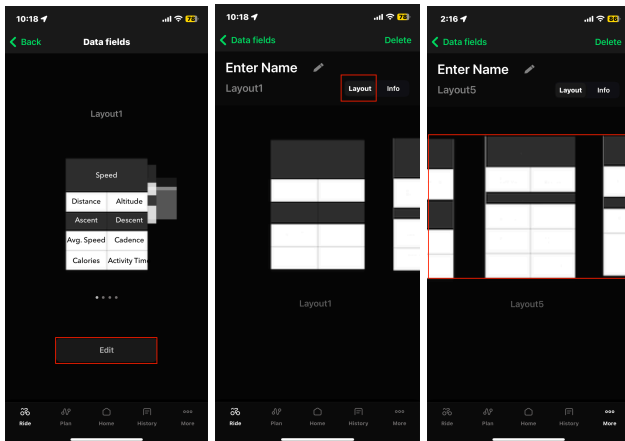 10:18
78
Back
Data fields
Layout1
Speed
Distance
Altitude
Ascent
Descent
Avg. Speed
Cadence
Calories
Activity Time
Edit
Ride
Plan
Home
History
More
10:18
78
Data fields
Delete
Enter Name
Layout1
Layout
Info
Layout1
Ride
Plan
Home
History
More
2:16
86
Data fields
Delete
Enter Name
Layout5
Layout
Info
Layout5
Ride
Plan
Home
History
More